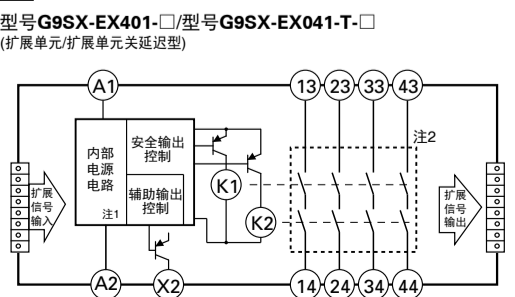 型号G9SX-EX401-□/型号G9SX-EX041-T-□
(扩展单元/扩展单元关延迟型)
A1
13
23
33
43
注2
内部
电源
电路
注1
安全输出
控制
辅助输出
控制
K1
K2
扩展
信号
输入
扩展
信号
输出
A2
X2
14
24
34
44